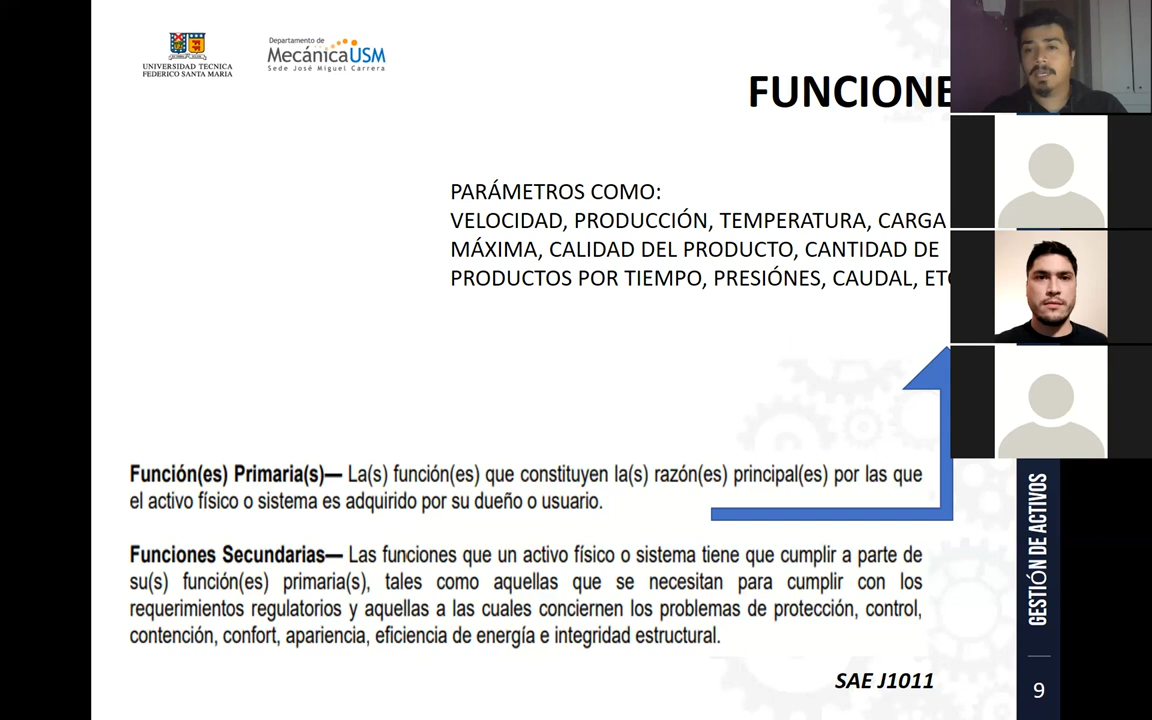 UNIVERSIDAD TECNICA
FEDERICO SANTA MARIA
Departamento de
MecánicaUSM
Sede José Miguel Carrera
FUNCIONE
PARÁMETROS COMO:
VELOCIDAD, PRODUCCIÓN, TEMPERATURA, CARGA
MÁXIMA, CALIDAD DEL PRODUCTO, CANTIDAD DE
PRODUCTOS POR TIEMPO, PRESIÓNES, CAUDAL, ETC
Función(es) Primaria(s)— La(s) función(es) que constituyen la(s) razón(es) principal(es) por las que
el activo físico o sistema es adquirido por su dueño o usuario.
Funciones Secundarias— Las funciones que un activo físico o sistema tiene que cumplir a parte de
su(s) función(es) primaria(s), tales como aquellas que se necesitan para cumplir con los
requerimientos regulatorios y aquellas a las cuales conciernen los problemas de protección, control,
contención, confort, apariencia, eficiencia de energía e integridad estructural.
SAE J1011
GESTIÓN DE ACTIVOS
9